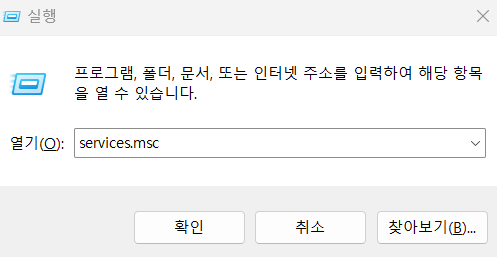 실행
프로그램, 폴더, 문서, 또는 인터넷 주소를 입력하여 해당 항목
을 열 수 있습니다.
열기(O): services.msc
확인 취소 찾아보기(B)...